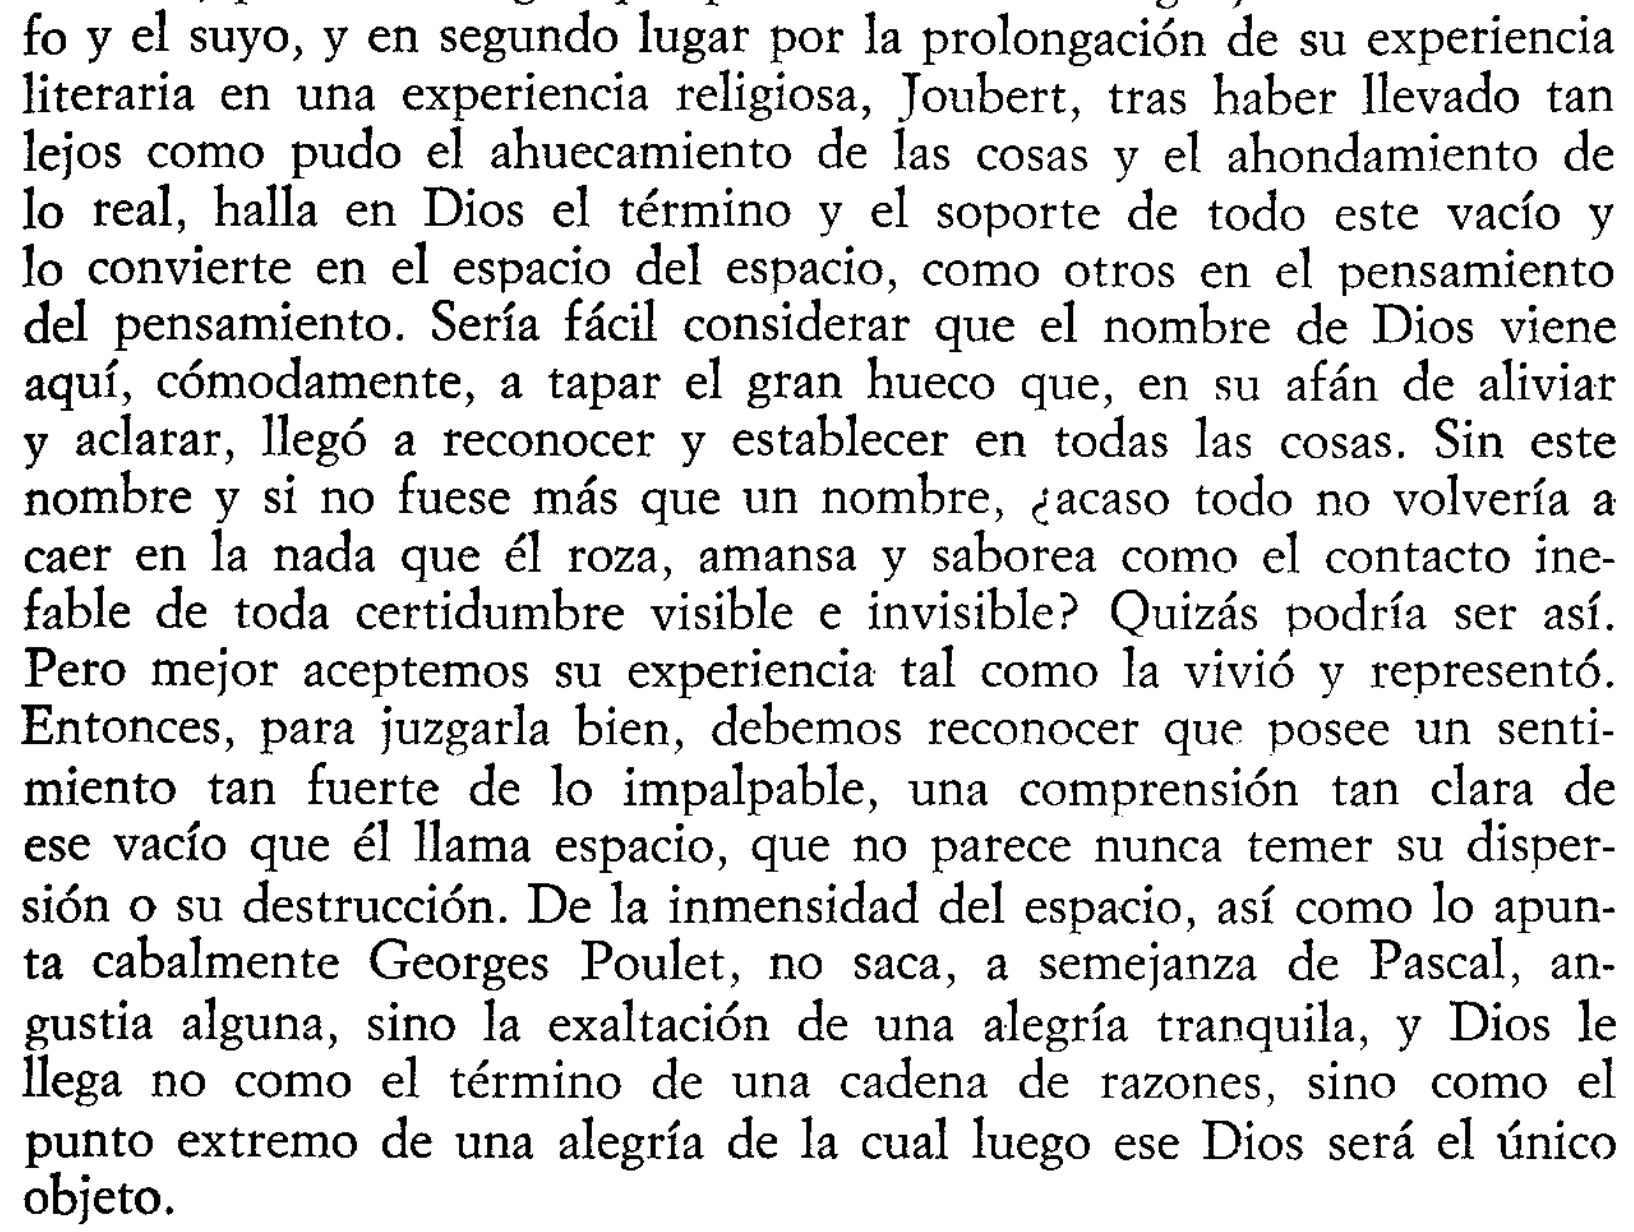 fo y el suyo, y en segundo lugar por la prolongación de su experiencia
literaria en una experiencia religiosa, Joubert, tras haber llevado tan
lejos como pudo el ahuecamiento de las cosas y el ahondamiento de
lo real, halla en Dios el término y el soporte de todo este vacío y
lo convierte en el espacio del espacio, como otros en el pensamiento
del pensamiento. Sería fácil considerar que el nombre de Dios viene
aquí, cómodamente, a tapar el gran hueco que, en su afán de aliviar
y aclarar, llegó a reconocer y establecer en todas las cosas. Sin este
nombre y si no fuese más que un nombre, ¿acaso todo no volvería a
caer en la nada que él roza, amansa y saborea como el contacto ine-
fable de toda certidumbre visible e invisible? Quizás podría ser así.
Pero mejor aceptemos su experiencia tal como la vivió y representó.
Entonces, para juzgarla bien, debemos reconocer que posee un senti-
miento tan fuerte de lo impalpable, una comprensión tan clara de
ese vacío que él llama espacio, que no parece nunca temer su disper-
sión o su destrucción. De la inmensidad del espacio, así como lo apun-
ta cabalmente Georges Poulet, no saca, a semejanza de Pascal, an-
gustia alguna, sino la exaltación de una alegría tranquila, y Dios le
llega no como el término de una cadena de razones, sino como el
punto extremo de una alegría de la cual luego ese Dios será el único
objeto.